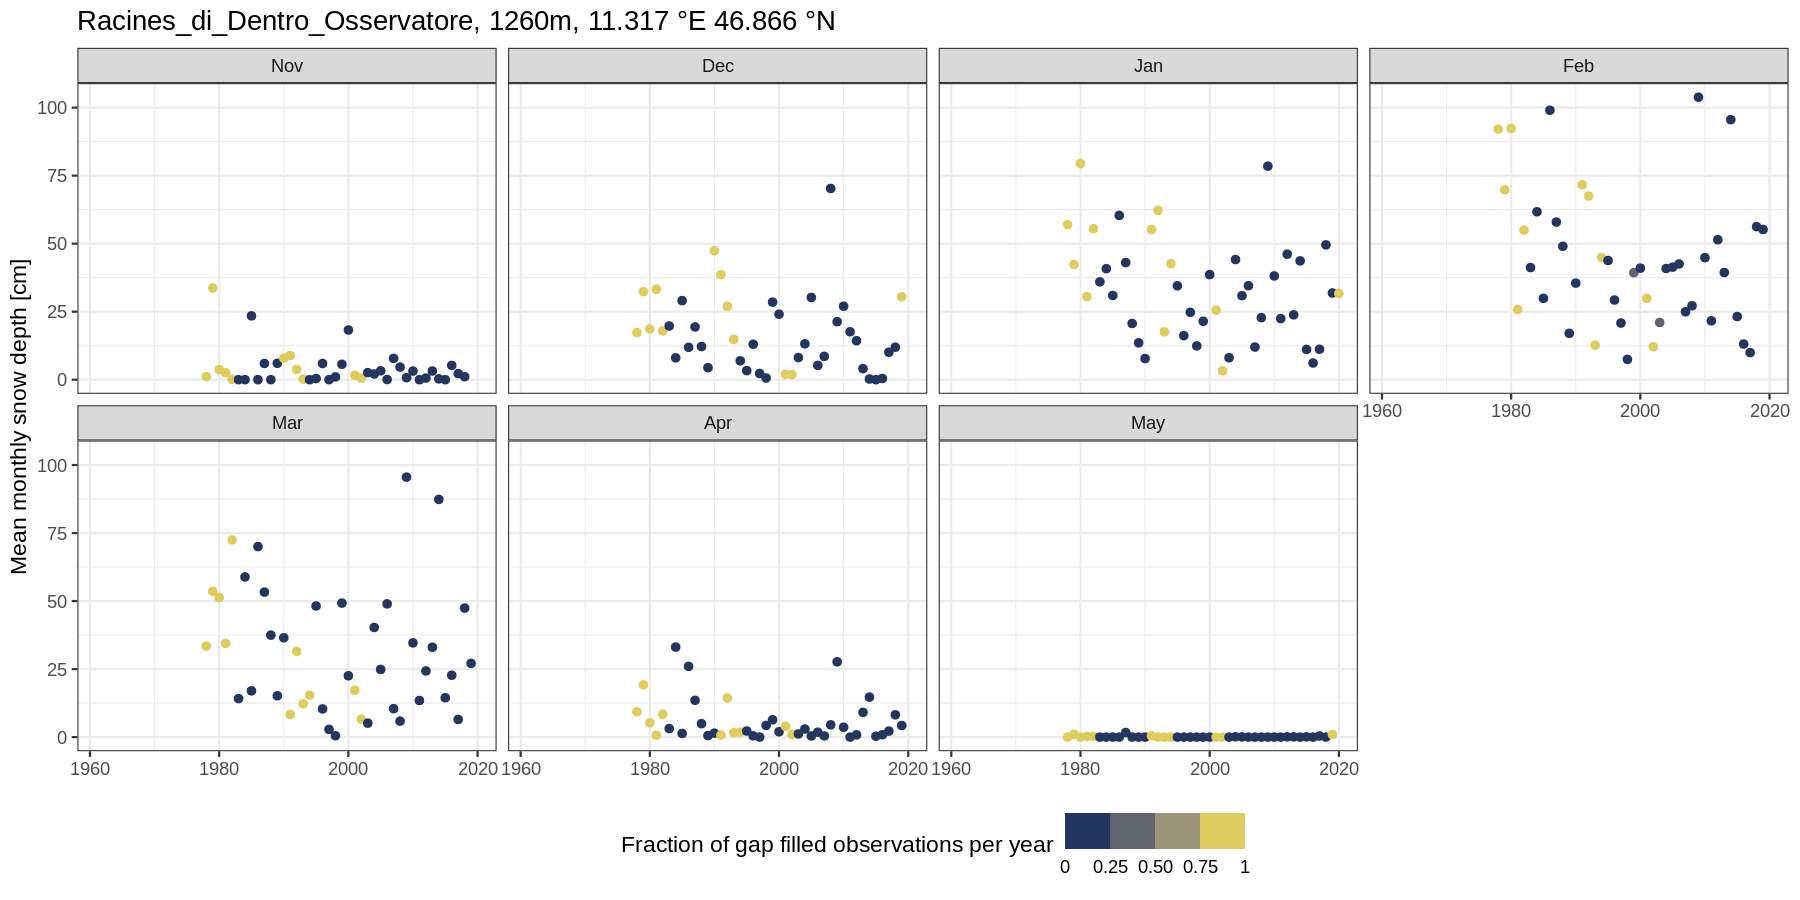 Racines_di_Dentro_Osservatore, 1260m, 11.317 °E 46.866 °N
Nov Dec Jan Feb
100
75
50
25
0
1960 1980 2000 2020
Mean monthly snow depth [cm]
Mar Apr May
100
75
50
25
0
1960 1980 2000 2020 1960 1980 2000 2020 1960 1980 2000 2020
Fraction of gap filled observations per year
0 0.25 0.50 0.75 1